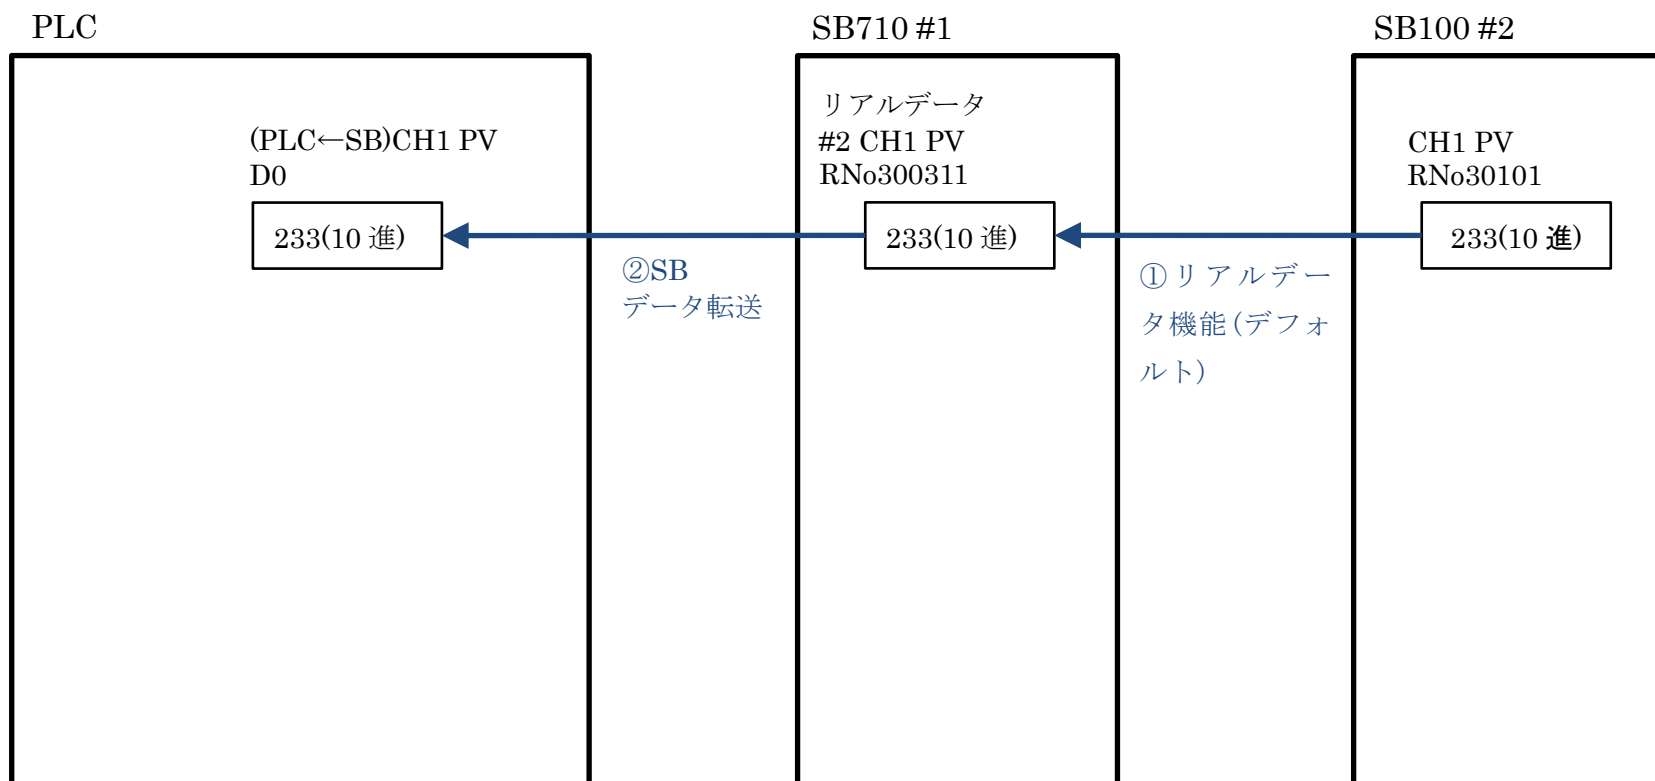 PLC
SB710 #1
SB100 #2
(PLC←SB)CH1 PV
D0
233(10 進)
②SB
データ転送
リアルデータ
#2 CH1 PV
RNo300311
233(10 進)
①リアルデー
タ機能(デフォ
ルト)
CH1 PV
RNo30101
233(10 進)